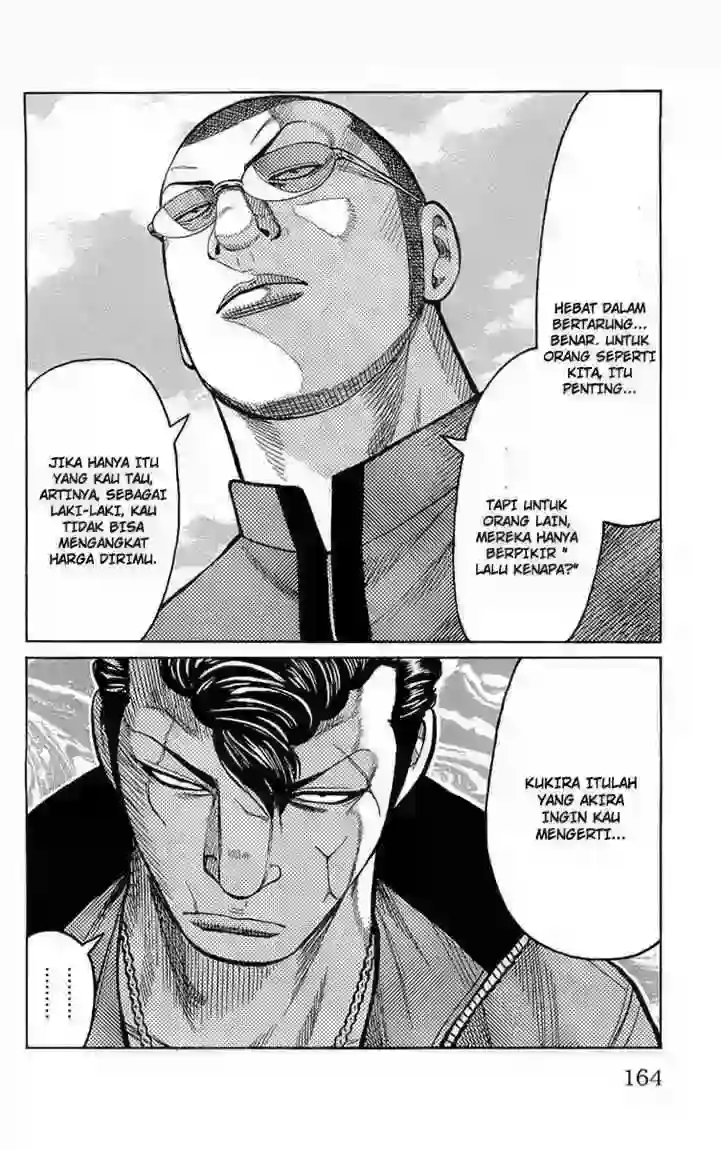 HEBAT DALAM
BERTARUNG...
BENAR. UNTUK
ORANG SEPERTI
KITA, ITU
PENTING...
TAPI UNTUK
ORANG LAIN,
MEREKA HANYA
BERPIKIR "
LALU KENAPA?"
JIKA HANYA ITU
YANG KAU TAU,
ARTINYA, SEBAGAI
LAKI-LAKI, KAU
TIDAK BISA
MENGANGKAT
HARGA DIRIMU.
KUKIRA ITULAH
YANG AKIRA
INGIN KAU
MENGERTI...
.........
.........
164